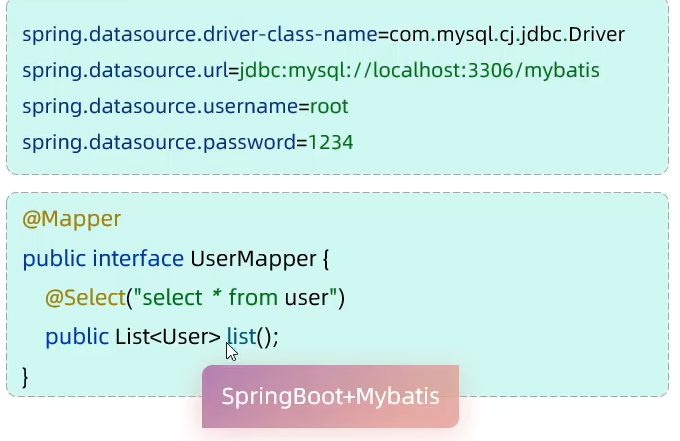 spring.datasource.driver-class-name=com.mysql.cj.jdbc.Driver
spring.datasource.url=jdbc:mysql://localhost:3306/mybatis
spring.datasource.username=root
spring.datasource.password=1234
@Mapper
public interface UserMapper {
@Select("select * from user")
public List<User> list();
}
SpringBoot+Mybatis